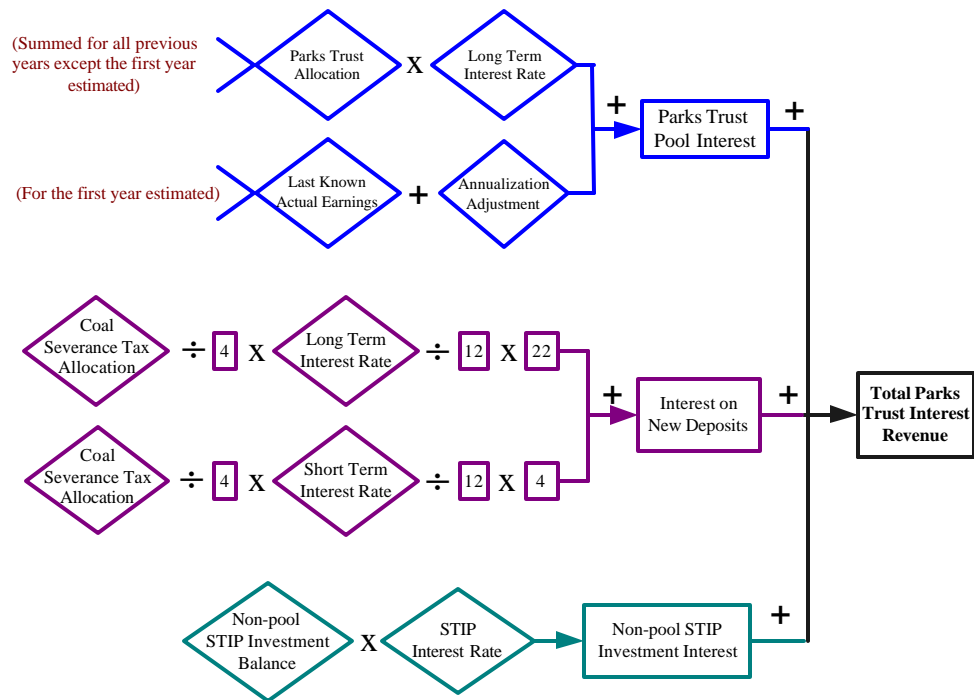 (Summed for all previous
years except the first year
estimated)
Parks Trust
Allocation
X
Long Term
Interest Rate
+
Parks Trust
Pool Interest
+
(For the first year estimated)
Last Known
Actual Earnings
+
Annualization
Adjustment
Coal
Severance Tax
Allocation
÷
4
X
Long Term
Interest Rate
÷
12
X
22
+
Interest on
New Deposits
+
Total Parks
Trust Interest
Revenue
Coal
Severance Tax
Allocation
÷
4
X
Short Term
Interest Rate
÷
12
X
4
Non-pool
STIP Investment
Balance
X
STIP
Interest Rate
Non-pool STIP
Investment Interest
+